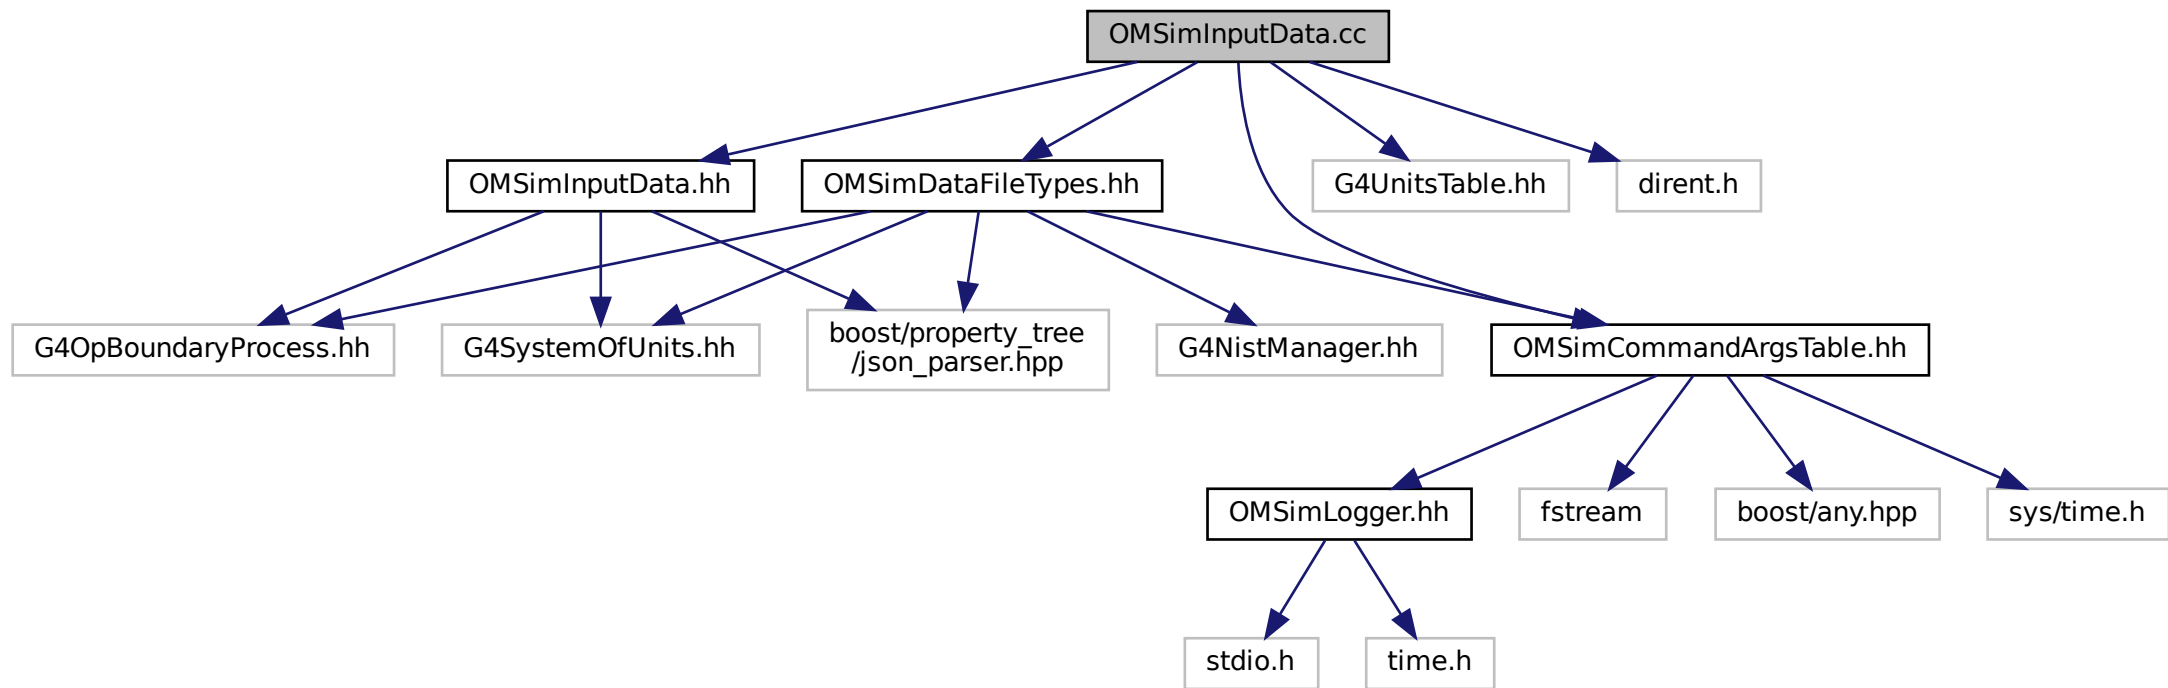 OMSimInputData.cc
OMSimInputData.hh
OMSimDataFileTypes.hh
G4UnitsTable.hh
dirent.h
G4OpBoundaryProcess.hh
G4SystemOfUnits.hh
boost/property_tree
/json_parser.hpp
G4NistManager.hh
OMSimCommandArgsTable.hh
OMSimLogger.hh
fstream
boost/any.hpp
sys/time.h
stdio.h
time.h